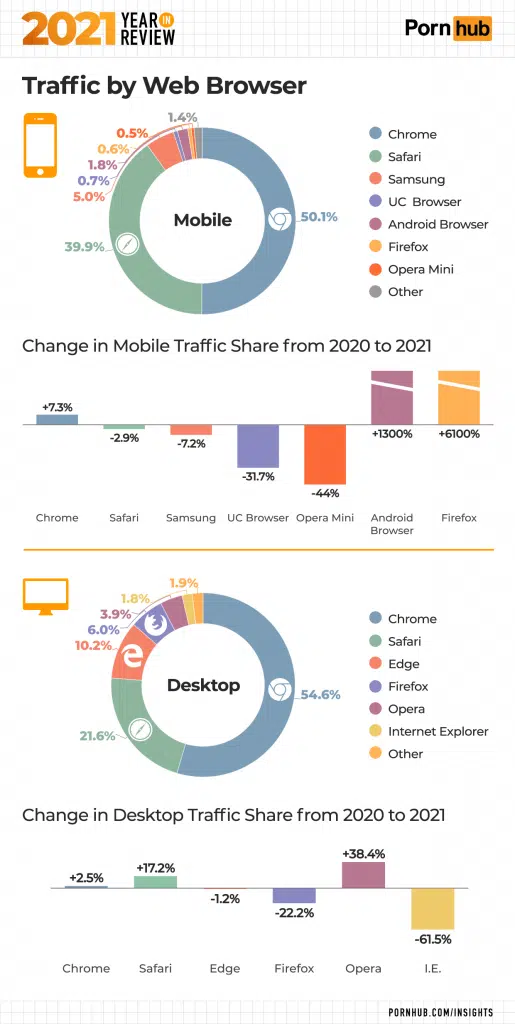 2021 YEAR IN REVIEW
Porn hub
Traffic by Web Browser
1.4%
0.5%
0.6%
1.8%
0.7%
5.0%
39.9%
Mobile
50.1%
Chrome
Safari
Samsung
UC Browser
Android Browser
Firefox
Opera Mini
Other
Change in Mobile Traffic Share from 2020 to 2021
+7.3%
-2.9%
-7.2%
-31.7%
-44%
+1300%
+6100%
Chrome
Safari
Samsung
UC Browser
Opera Mini
Android Browser
Firefox
1.9%
1.8%
3.9%
6.0%
10.2%
21.6%
Desktop
54.6%
Chrome
Safari
Edge
Firefox
Opera
Internet Explorer
Other
Change in Desktop Traffic Share from 2020 to 2021
+2.5%
+17.2%
-1.2%
-22.2%
+38.4%
-61.5%
Chrome
Safari
Edge
Firefox
Opera
I.E.
PORNHUB.COM/INSIGHTS